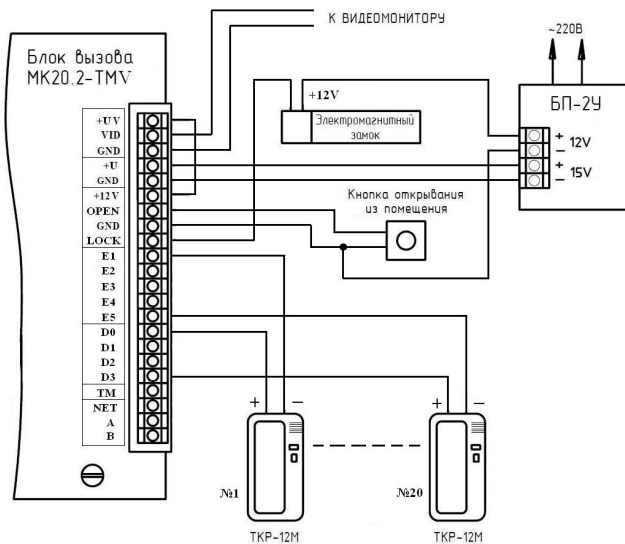 К ВИДЕОМОНИТОРУ
~220В
Блок вызова
МК20.2-TMV
БП-2У
+12V
Электромагнитный
замок
+ 12V
−
+ 15V
−
Кнопка открывания
из помещения
+U V
VID
GND
+U
GND
+12 V
OPEN
GND
LOCK
E1
E2
E3
E4
E5
D0
D1
D2
D3
TM
NET
A
B
+ −
+ −
№1
№20
ТКР-12М
ТКР-12М